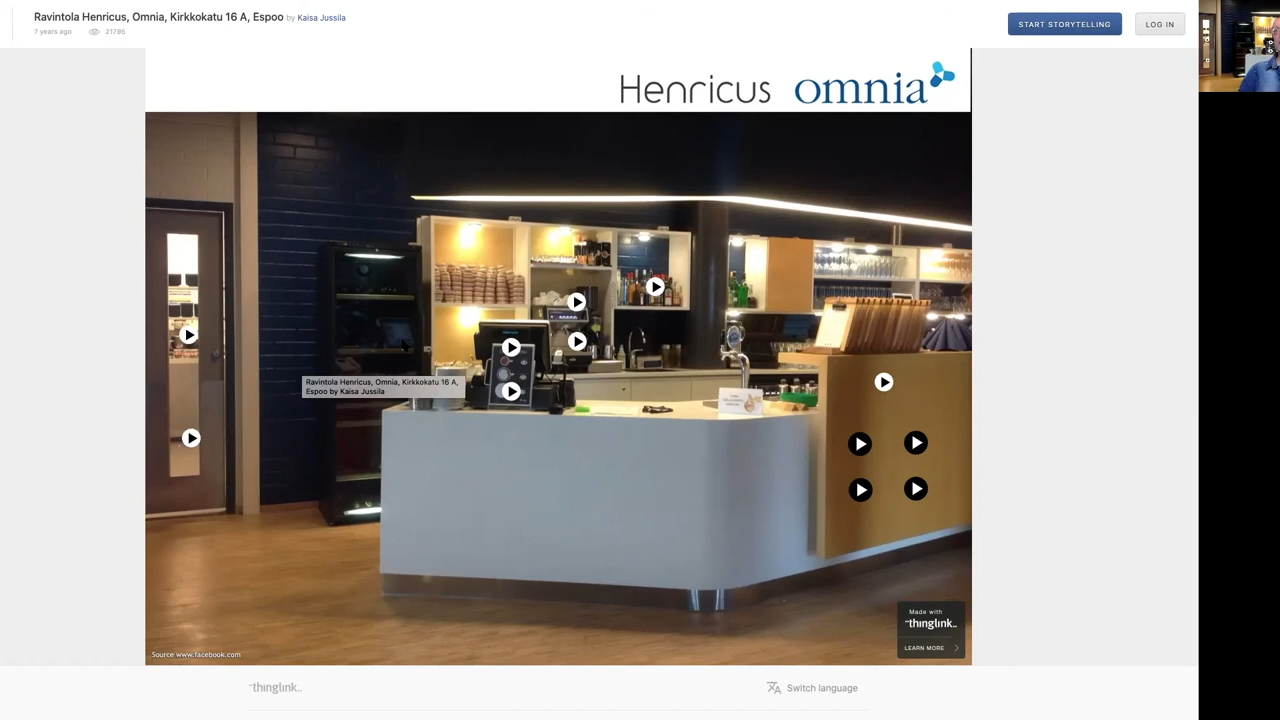 Ravintola Henricus, Omnia, Kirkkokatu 16 A, Espoo by Kaisa Jussila
7 years ago 21795
START STORYTELLING
LOG IN
Henricus omnia
Ravintola Henricus, Omnia, Kirkkokatu 16 A,
Espoo by Kaisa Jussila
Made with
thinglink..
LEARN MORE
Source www.facebook.com
thinglink..
Switch language